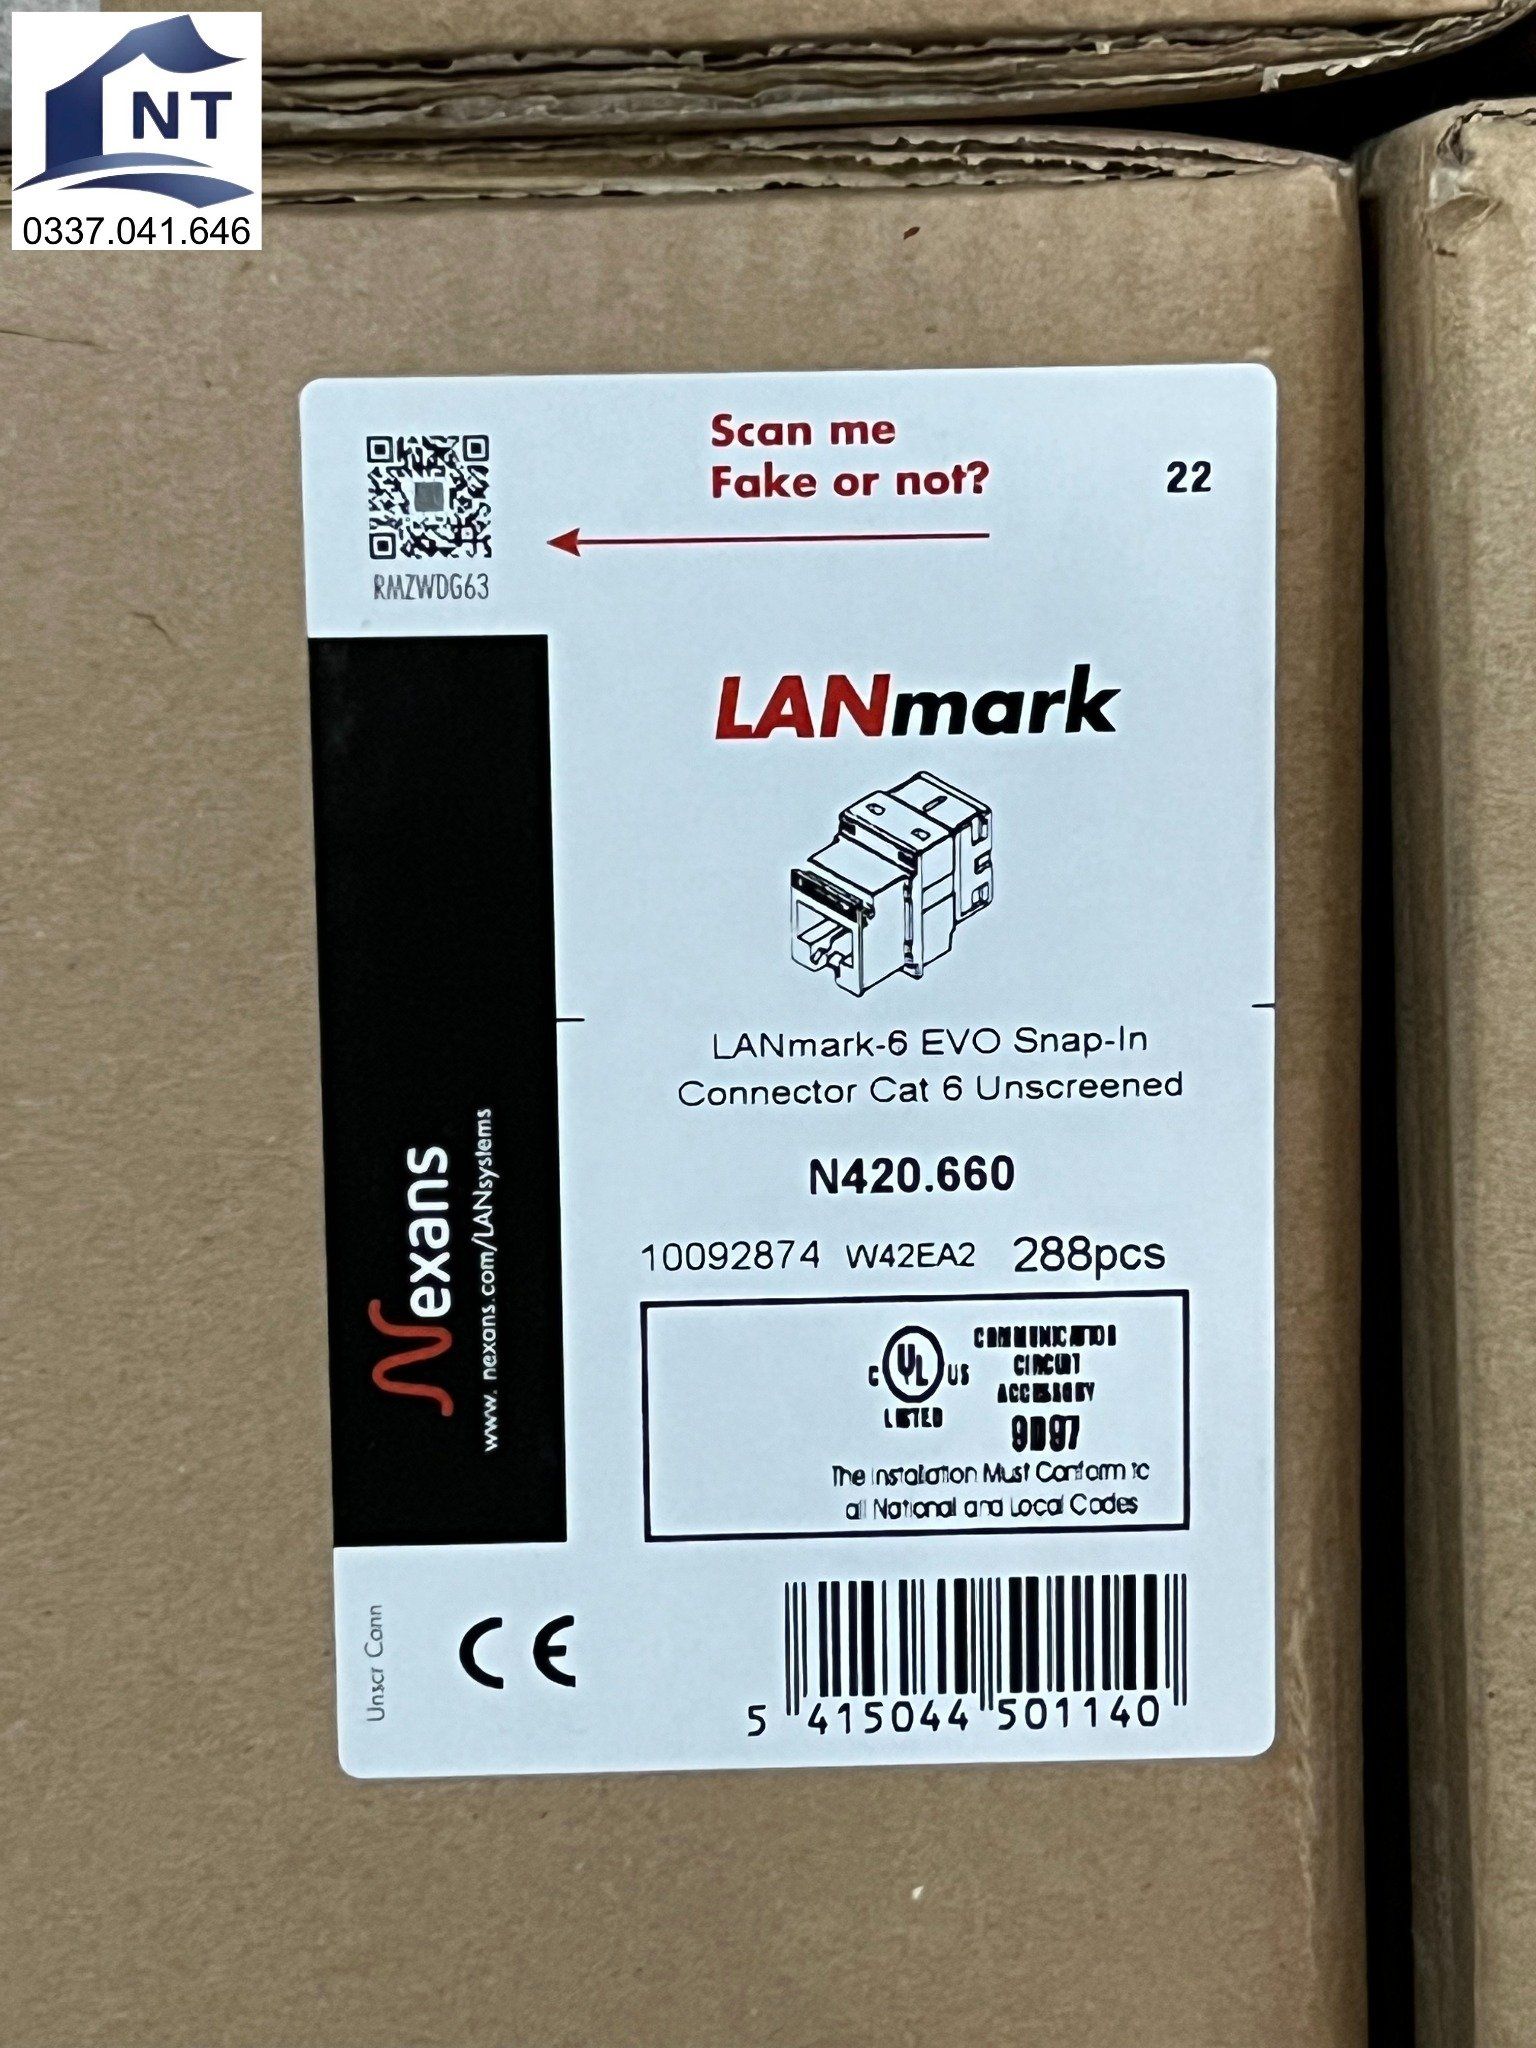 NT
0337.041.646
Scan me
Fake or not?
22
RMZWDG63
LANmark
LANmark-6 EVO Snap-In
Connector Cat 6 Unscreened
N420.660
10092874 W42EA2 288pcs
Nexans
www.nexans.com/LANsystems
C UL US
LISTED
COMMUNICATION
CIRCUIT
ACCESSORY
9D97
The Installation Must Conform to
all National and Local Codes
Unscr Conn
CE
5 415044 501140